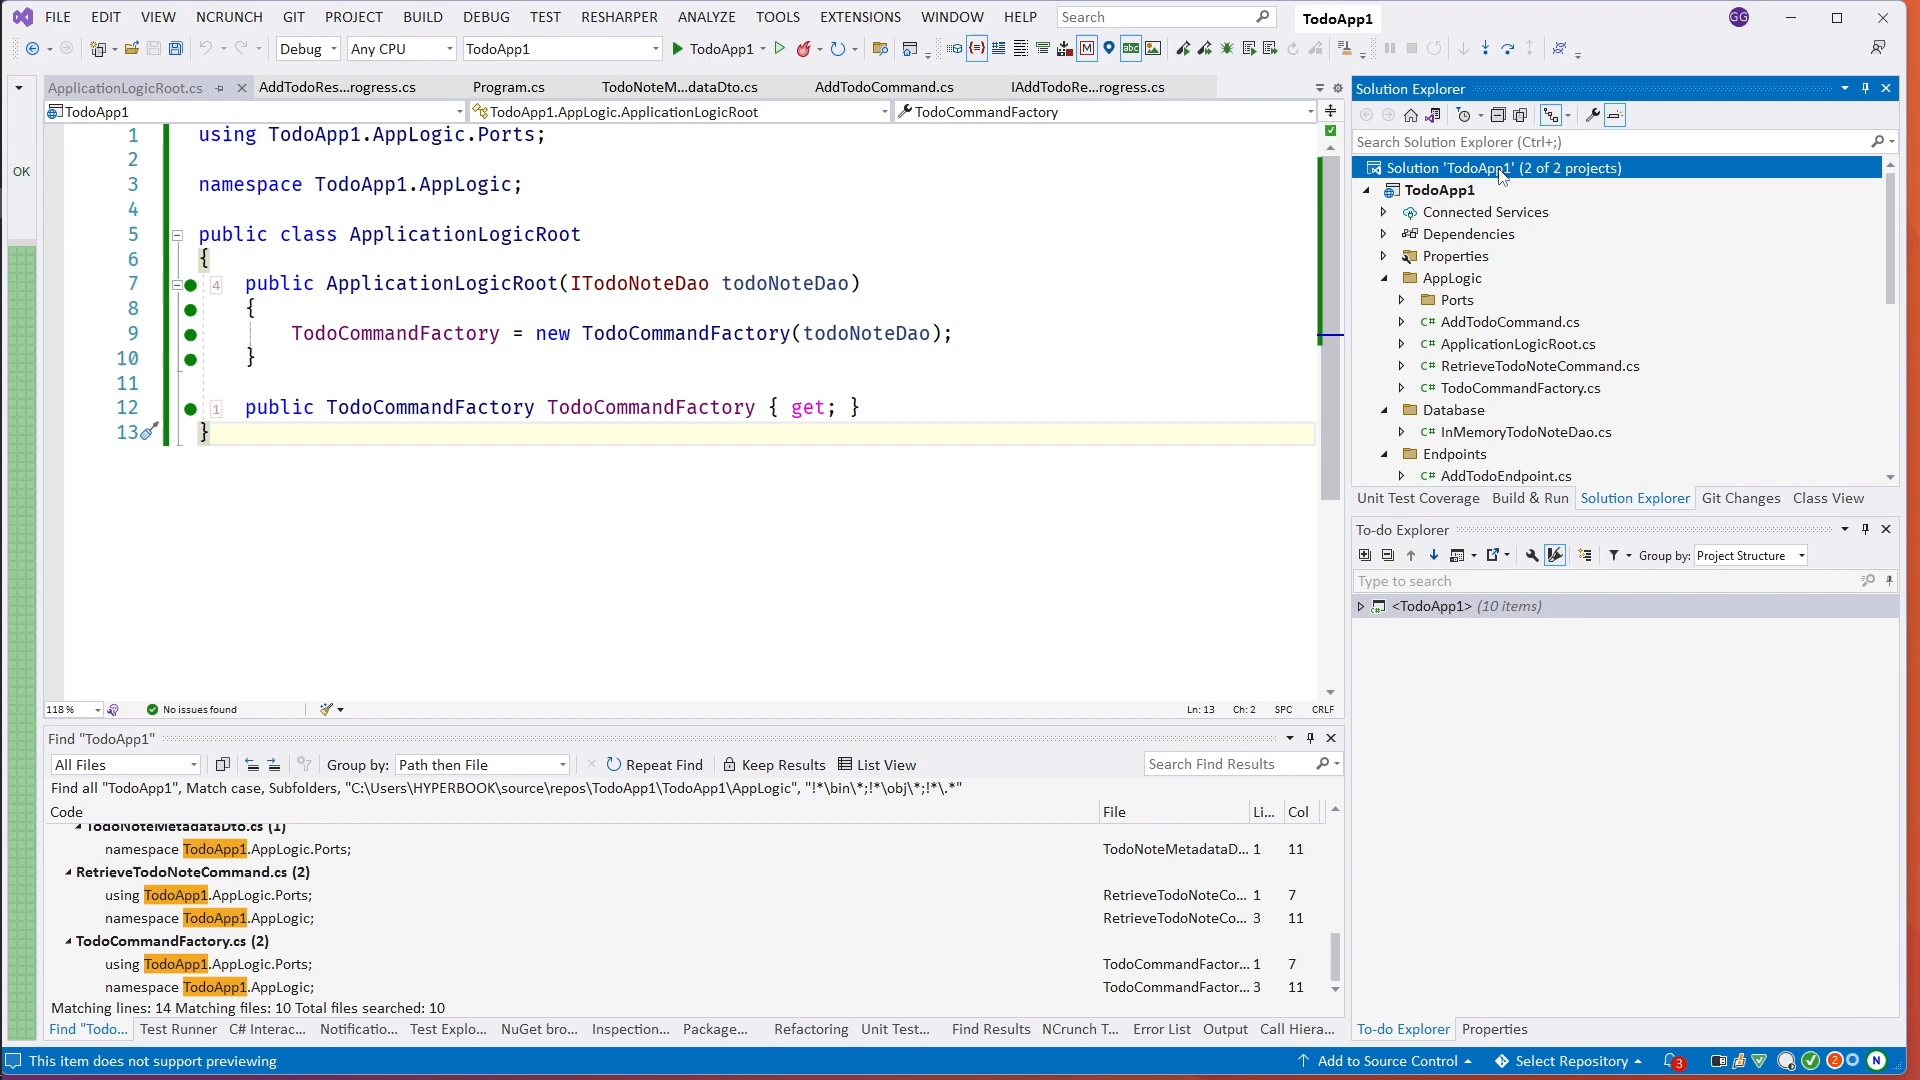 FILE EDIT VIEW NCRUNCH GIT PROJECT BUILD DEBUG TEST RESHARPER ANALYZE TOOLS EXTENSIONS WINDOW HELP Search TodoApp1 GG
Debug Any CPU TodoApp1 TodoApp1
ApplicationLogicRoot.cs AddTodoRes...rogress.cs Program.cs TodoNoteM...dataDto.cs AddTodoCommand.cs IAddTodoRe...rogress.cs
TodoApp1 TodoApp1.AppLogic.ApplicationLogicRoot TodoCommandFactory
OK
1 using TodoApp1.AppLogic.Ports;
2
3 namespace TodoApp1.AppLogic;
4
5 public class ApplicationLogicRoot
6 {
7 4 public ApplicationLogicRoot(ITodoNoteDao todoNoteDao)
8 {
9 TodoCommandFactory = new TodoCommandFactory(todoNoteDao);
10 }
11
12 1 public TodoCommandFactory TodoCommandFactory { get; }
13 }
118 % No issues found Ln: 13 Ch: 2 SPC CRLF
Find "TodoApp1"
All Files Group by: Path then File Repeat Find Keep Results List View Search Find Results
Find all "TodoApp1", Match case, Subfolders, "C:\Users\HYPERBOOK\source\repos\TodoApp1\TodoApp1\AppLogic", "!*\bin\*;!*\obj\*;!*\.*"
Code File Li... Col
TodoNoteMetadataDto.cs (1)
namespace TodoApp1.AppLogic.Ports; TodoNoteMetadataD... 1 11
RetrieveTodoNoteCommand.cs (2)
using TodoApp1.AppLogic.Ports; RetrieveTodoNoteCo... 1 7
namespace TodoApp1.AppLogic; RetrieveTodoNoteCo... 3 11
TodoCommandFactory.cs (2)
using TodoApp1.AppLogic.Ports; TodoCommandFactor... 1 7
namespace TodoApp1.AppLogic; TodoCommandFactor... 3 11
Matching lines: 14 Matching files: 10 Total files searched: 10
Find "Todo... Test Runner C# Interac... Notificatio... Test Explo... NuGet bro... Inspection... Package... Refactoring Unit Test... Find Results NCrunch T... Error List Output Call Hiera...
Solution Explorer
Search Solution Explorer (Ctrl+;)
Solution 'TodoApp1' (2 of 2 projects)
TodoApp1
Connected Services
Dependencies
Properties
AppLogic
Ports
C# AddTodoCommand.cs
C# ApplicationLogicRoot.cs
C# RetrieveTodoNoteCommand.cs
C# TodoCommandFactory.cs
Database
C# InMemoryTodoNoteDao.cs
Endpoints
C# AddTodoEndpoint.cs
Unit Test Coverage Build & Run Solution Explorer Git Changes Class View
To-do Explorer
Group by: Project Structure
Type to search
<TodoApp1> (10 items)
To-do Explorer Properties
This item does not support previewing Add to Source Control Select Repository 3 2 N